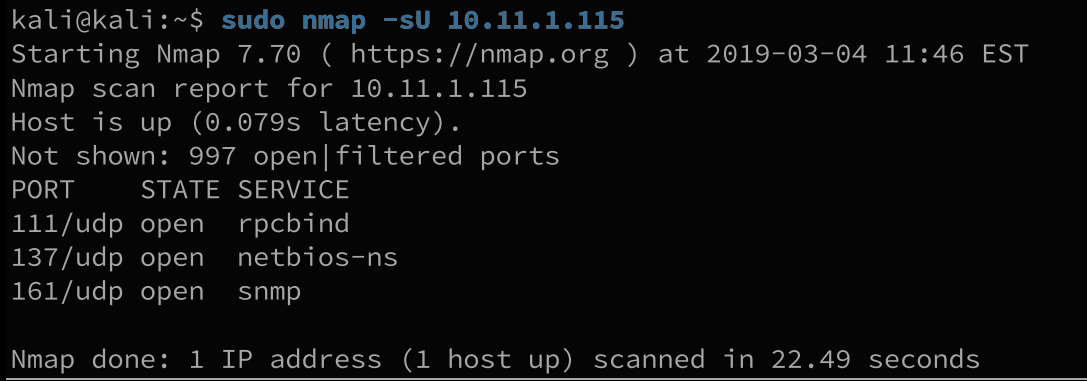 kali@kali:~$ sudo nmap -sU 10.11.1.115
Starting Nmap 7.70 ( https://nmap.org ) at 2019-03-04 11:46 EST
Nmap scan report for 10.11.1.115
Host is up (0.079s latency).
Not shown: 997 open|filtered ports
PORT    STATE SERVICE
111/udp open  rpcbind
137/udp open  netbios-ns
161/udp open  snmp
Nmap done: 1 IP address (1 host up) scanned in 22.49 seconds